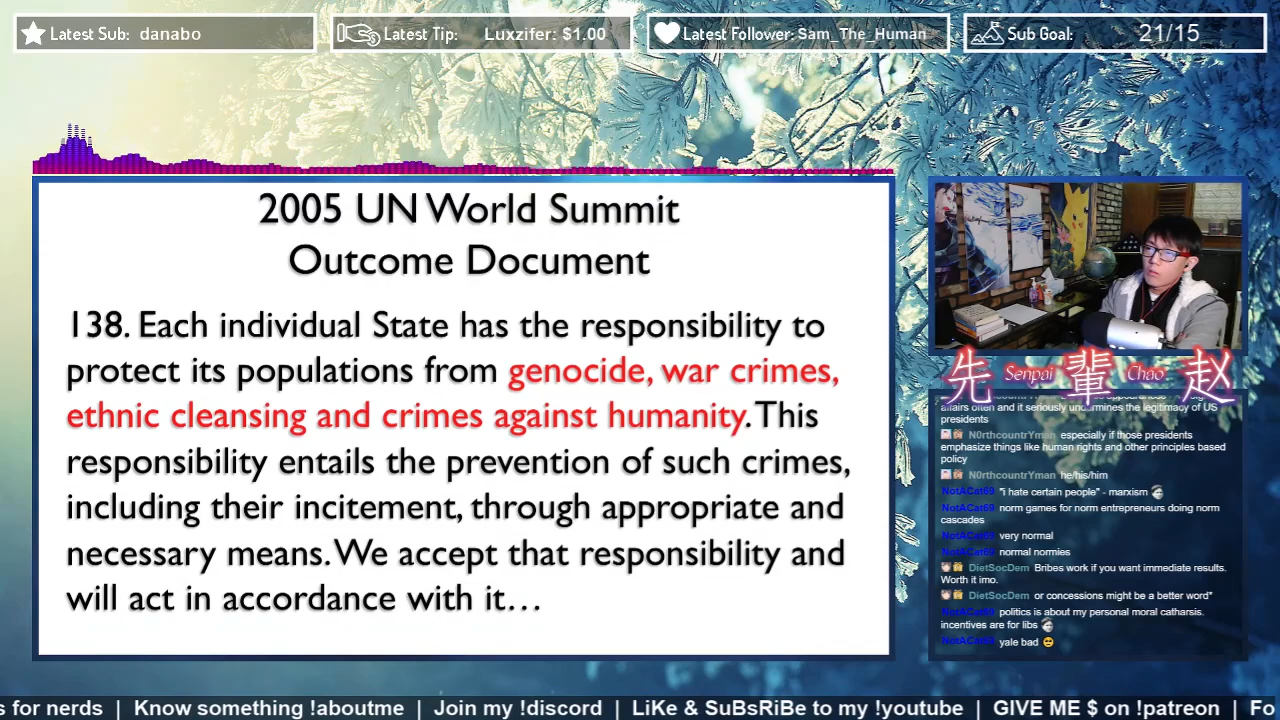 Latest Sub: danabo
Latest Tip: Luxzifer: $1.00
Latest Follower: Sam_The_Human
Sub Goal: 21/15
2005 UN World Summit
Outcome Document
138. Each individual State has the responsibility to
protect its populations from genocide, war crimes,
ethnic cleansing and crimes against humanity. This
responsibility entails the prevention of such crimes,
including their incitement, through appropriate and
necessary means. We accept that responsibility and
will act in accordance with it…
先 Senpai 輩 Chao 赵
affairs often and it seriously undermines the legitimacy of US
presidents
N0rthcountrYman especially if those presidents
emphasize things like human rights and other principles based
policy
N0rthcountrYman he/his/him
NotACat69 "i hate certain people" - marxism
NotACat69 norm games for norm entrepreneurs doing norm
cascades
NotACat69 very normal
NotACat69 normal normies
DietSocDem Bribes work if you want immediate results.
Worth it imo.
DietSocDem or concessions might be a better word*
NotACat69 politics is about my personal moral catharsis.
incentives are for libs
NotACat69 yale bad
s for nerds | Know something !aboutme | Join my !discord | LiKe & SuBsRiBe to my !youtube | GIVE ME $ on !patreon | Fo